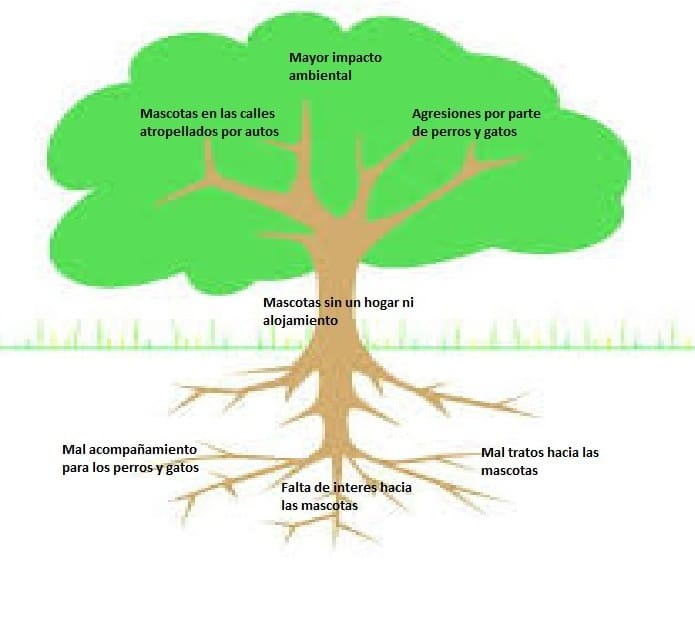 Mayor impacto
ambiental
Mascotas en las calles
atropellados por autos
Agresiones por parte
de perros y gatos
Mascotas sin un hogar ni
alojamiento
Mal acompañamiento
para los perros y gatos
Falta de interes hacia
las mascotas
Mal tratos hacia las
mascotas